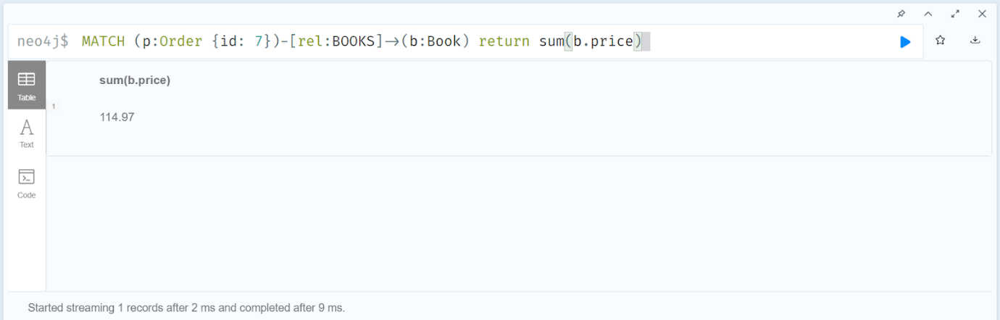 neo4j$ MATCH (p:Order {id: 7})-[rel:BOOKS]→(b:Book) return sum(b.price)
Table
sum(b.price)
1
114.97
Text
Code
Started streaming 1 records after 2 ms and completed after 9 ms.